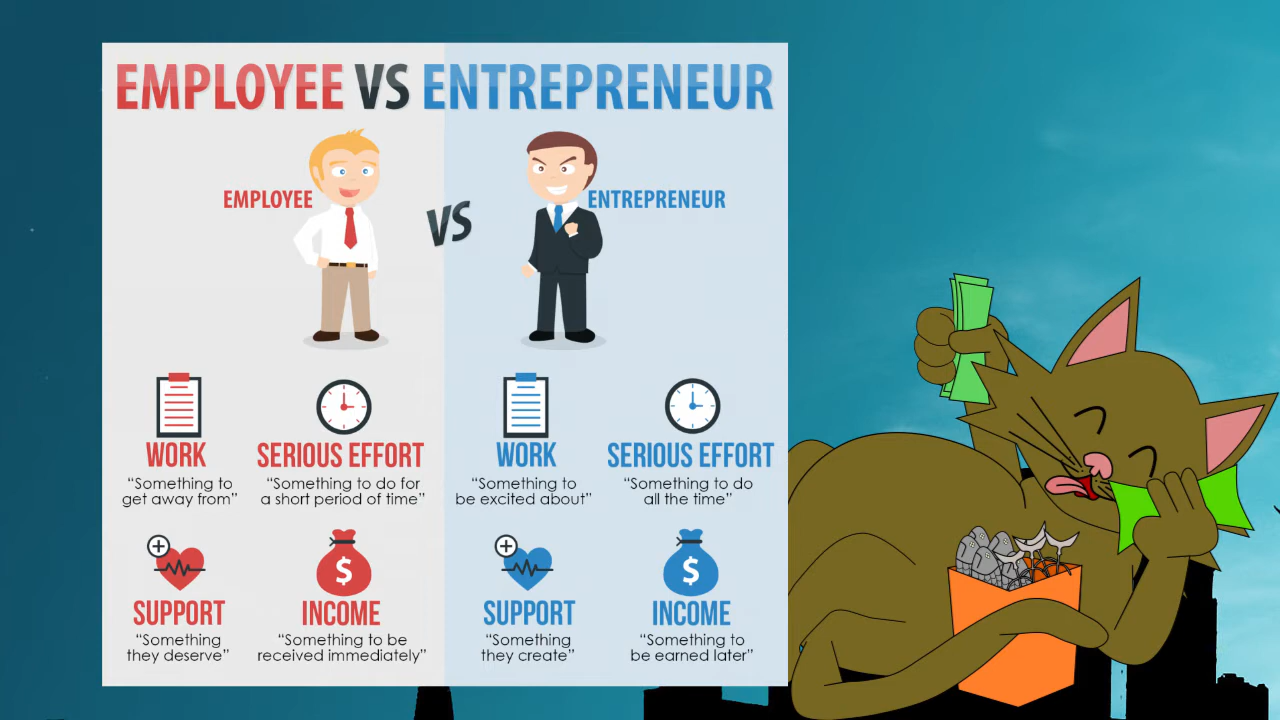 EMPLOYEE VS ENTREPRENEUR
EMPLOYEE
VS
ENTREPRENEUR
WORK
“Something to
get away from”
SERIOUS EFFORT
“Something to do for
a short period of time”
WORK
“Something to
be excited about”
SERIOUS EFFORT
“Something to do
all the time”
$
$
SUPPORT
“Something
they deserve”
INCOME
“Something to be
received immediately”
SUPPORT
“Something
they create”
INCOME
“Something to
be earned later”